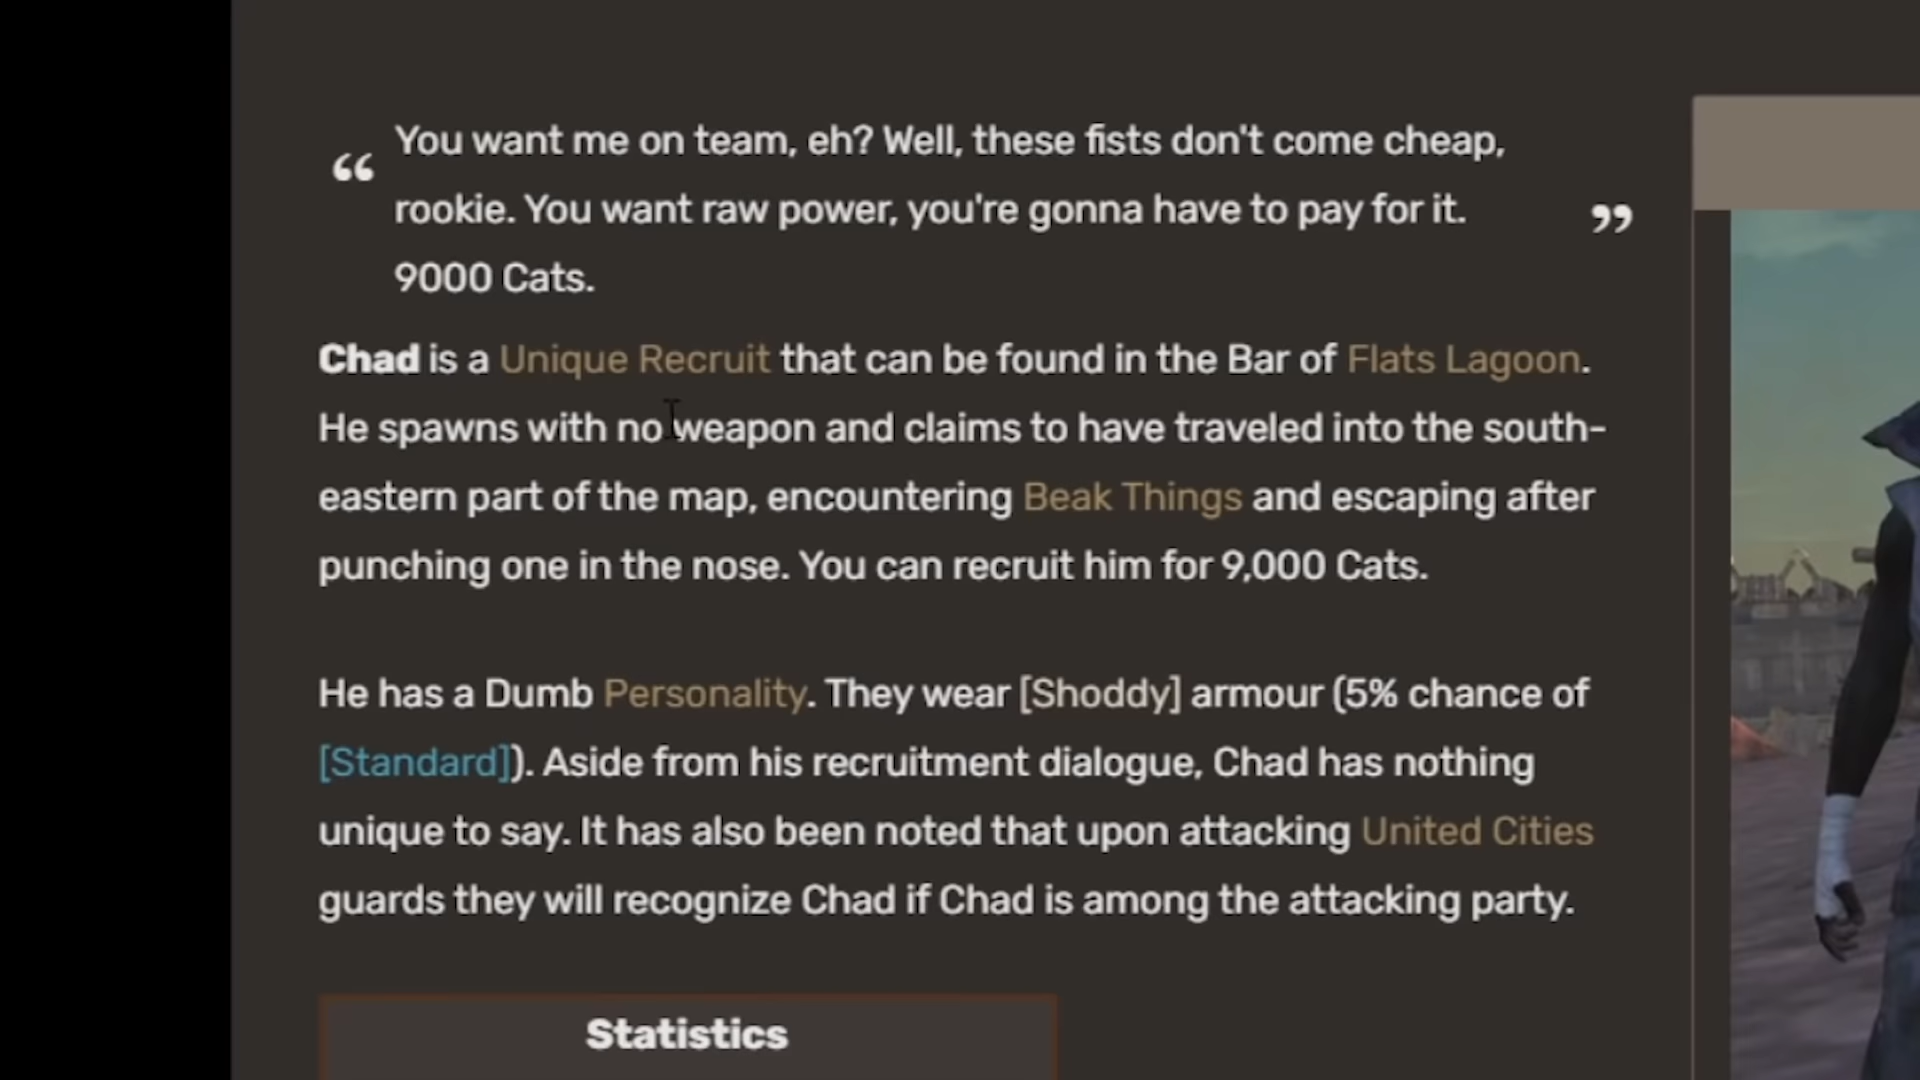 “ You want me on team, eh? Well, these fists don't come cheap,
rookie. You want raw power, you're gonna have to pay for it. ”
9000 Cats.
Chad is a Unique Recruit that can be found in the Bar of Flats Lagoon.
He spawns with no weapon and claims to have traveled into the south-
eastern part of the map, encountering Beak Things and escaping after
punching one in the nose. You can recruit him for 9,000 Cats.
He has a Dumb Personality. They wear [Shoddy] armour (5% chance of
[Standard]). Aside from his recruitment dialogue, Chad has nothing
unique to say. It has also been noted that upon attacking United Cities
guards they will recognize Chad if Chad is among the attacking party.
Statistics